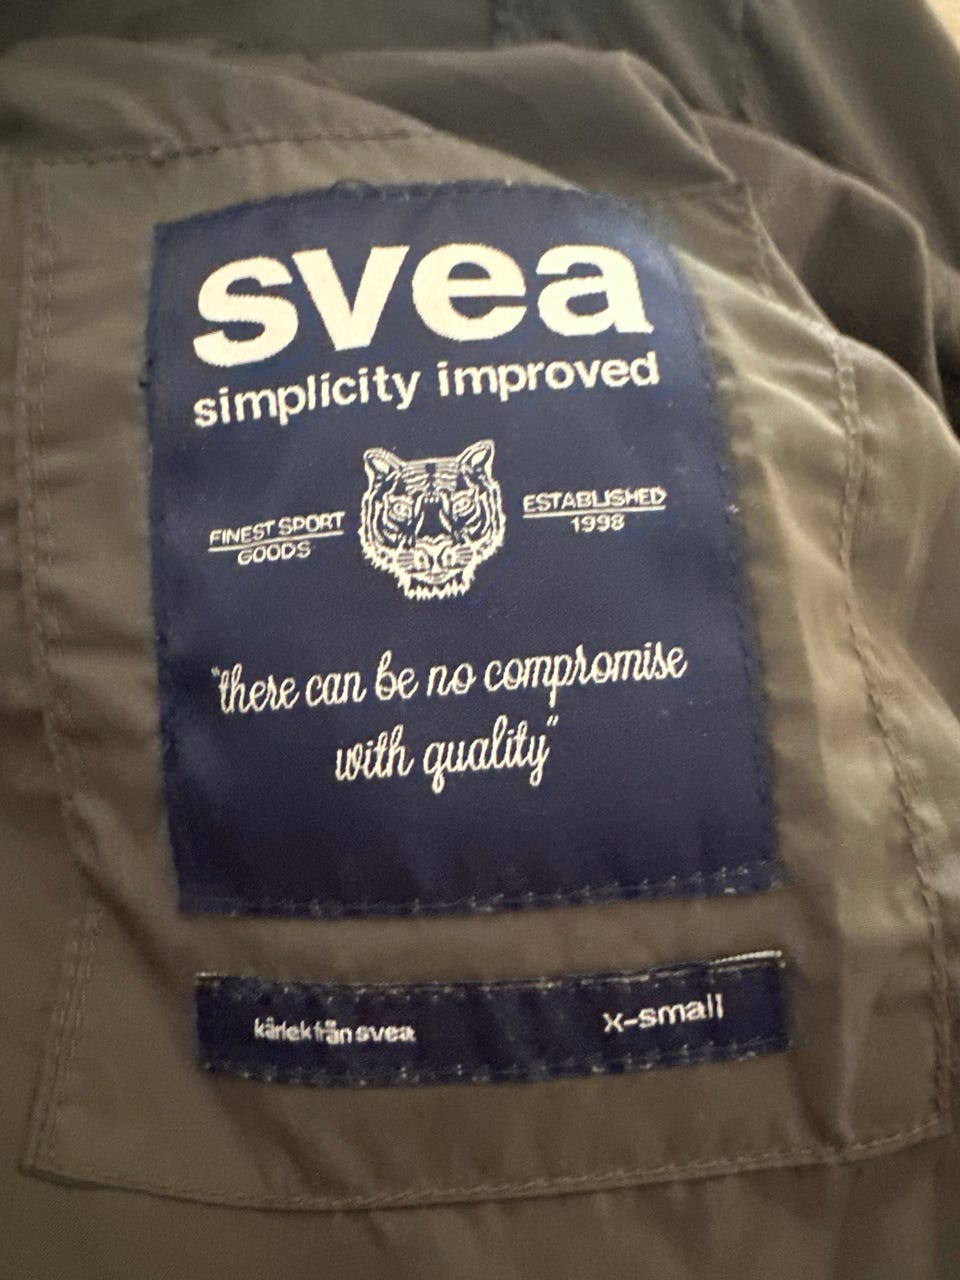 svea
simplicity improved
FINEST SPORT
GOODS
ESTABLISHED
1998
"there can be no compromise
with quality"
kärlek från svea
x-small